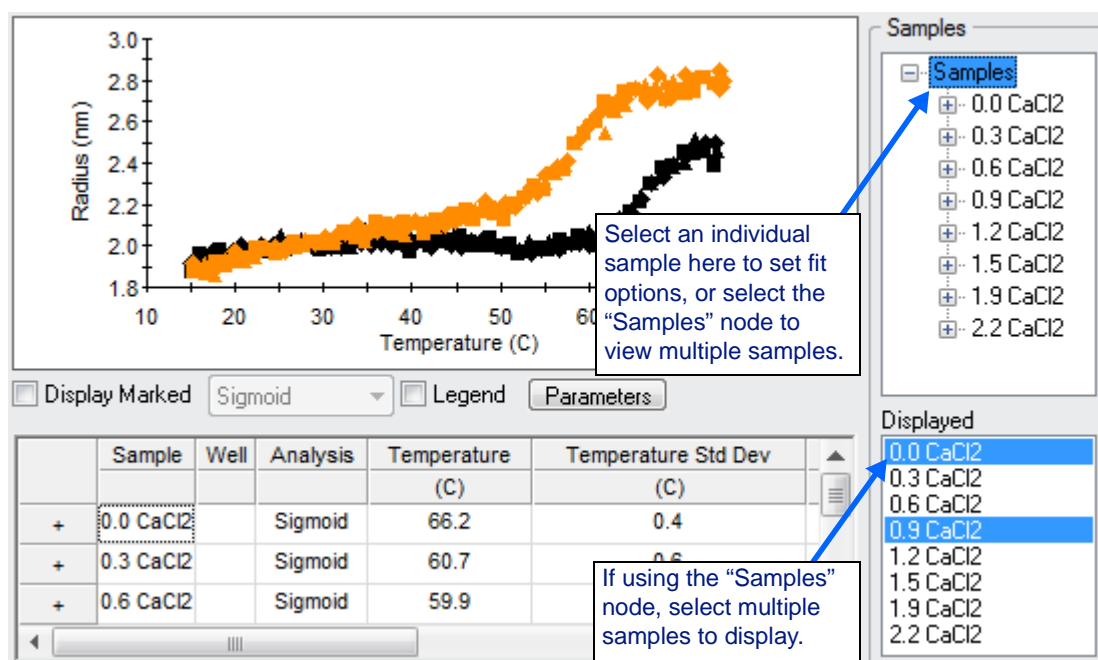 3.0
2.8
2.6
2.4
2.2
2.0
1.8
Radius (nm)
10 20 30 40 50
Temperature (C)
Select an individual
sample here to set fit
options, or select the
“Samples” node to
view multiple samples.
Samples
Samples
0.0 CaCl2
0.3 CaCl2
0.6 CaCl2
0.9 CaCl2
1.2 CaCl2
1.5 CaCl2
1.9 CaCl2
2.2 CaCl2
Display Marked Sigmoid Legend Parameters
Sample Well Analysis Temperature Temperature Std Dev
(C) (C)
+ 0.0 CaCl2 Sigmoid 66.2 0.4
+ 0.3 CaCl2 Sigmoid 60.7
+ 0.6 CaCl2 Sigmoid 59.9
If using the “Samples”
node, select multiple
samples to display.
Displayed
0.0 CaCl2
0.3 CaCl2
0.6 CaCl2
0.9 CaCl2
1.2 CaCl2
1.5 CaCl2
1.9 CaCl2
2.2 CaCl2